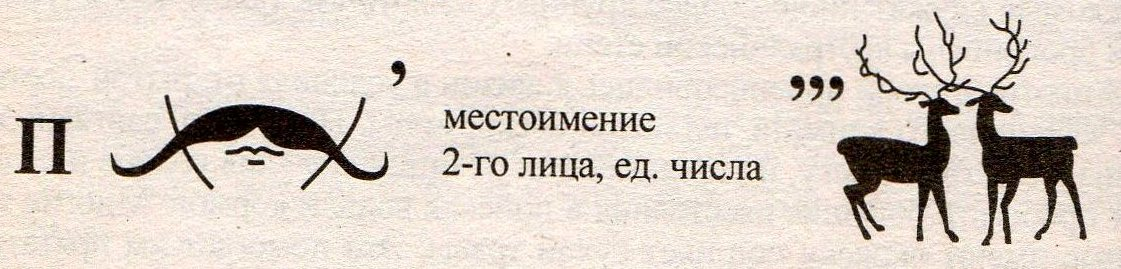 П , местоимение ,,,
2-го лица, ед. числа